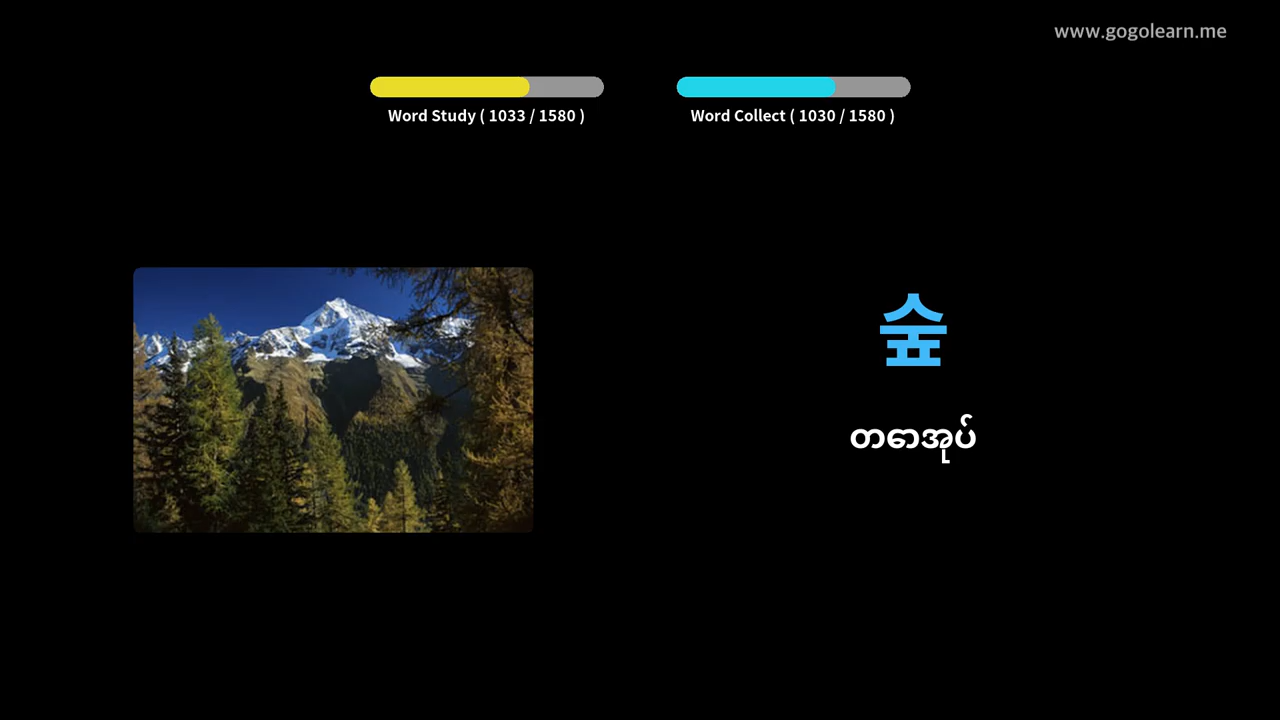 www.gogolearn.me
Word Study ( 1033 / 1580 )
Word Collect ( 1030 / 1580 )
숲
တောအုပ်